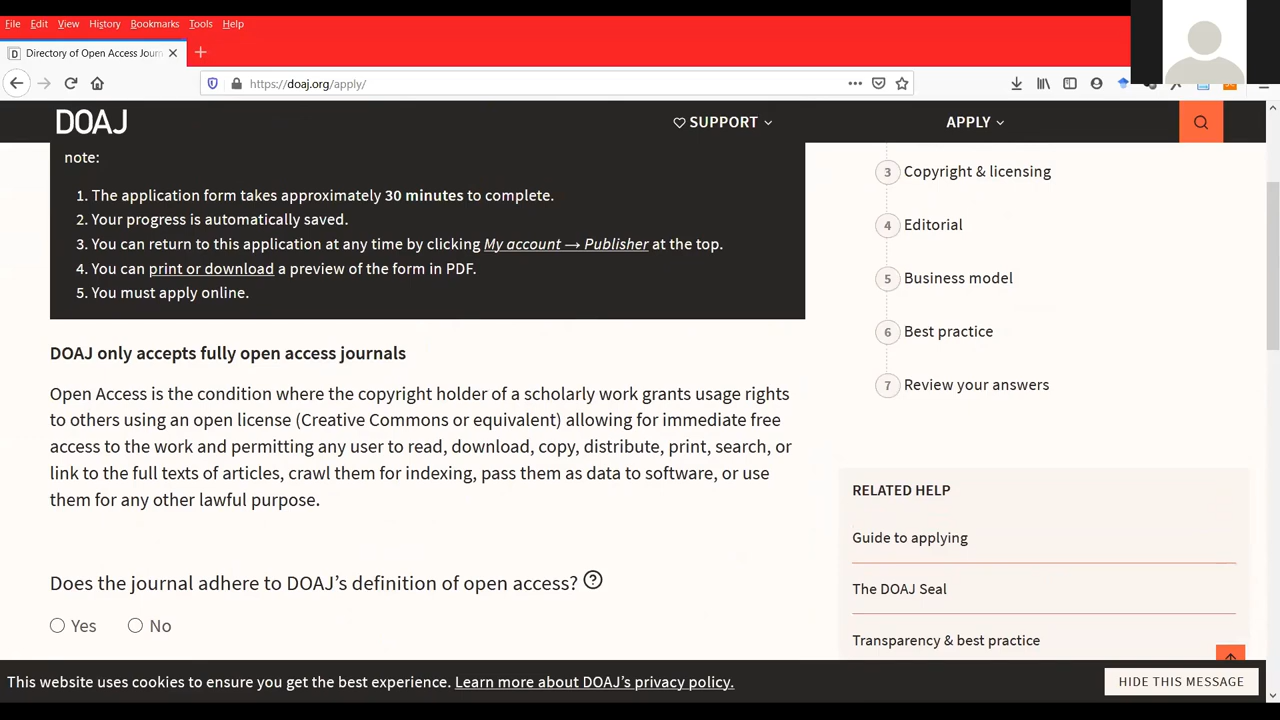 File Edit View History Bookmarks Tools Help
Directory of Open Access Jour
https://doaj.org/apply/
DOAJ
SUPPORT
APPLY
note:
1. The application form takes approximately 30 minutes to complete.
2. Your progress is automatically saved.
3. You can return to this application at any time by clicking My account → Publisher at the top.
4. You can print or download a preview of the form in PDF.
5. You must apply online.
DOAJ only accepts fully open access journals
Open Access is the condition where the copyright holder of a scholarly work grants usage rights
to others using an open license (Creative Commons or equivalent) allowing for immediate free
access to the work and permitting any user to read, download, copy, distribute, print, search, or
link to the full texts of articles, crawl them for indexing, pass them as data to software, or use
them for any other lawful purpose.
Does the journal adhere to DOAJ's definition of open access? ?
Yes No
3 Copyright & licensing
4 Editorial
5 Business model
6 Best practice
7 Review your answers
RELATED HELP
Guide to applying
The DOAJ Seal
Transparency & best practice
This website uses cookies to ensure you get the best experience. Learn more about DOAJ's privacy policy.
HIDE THIS MESSAGE